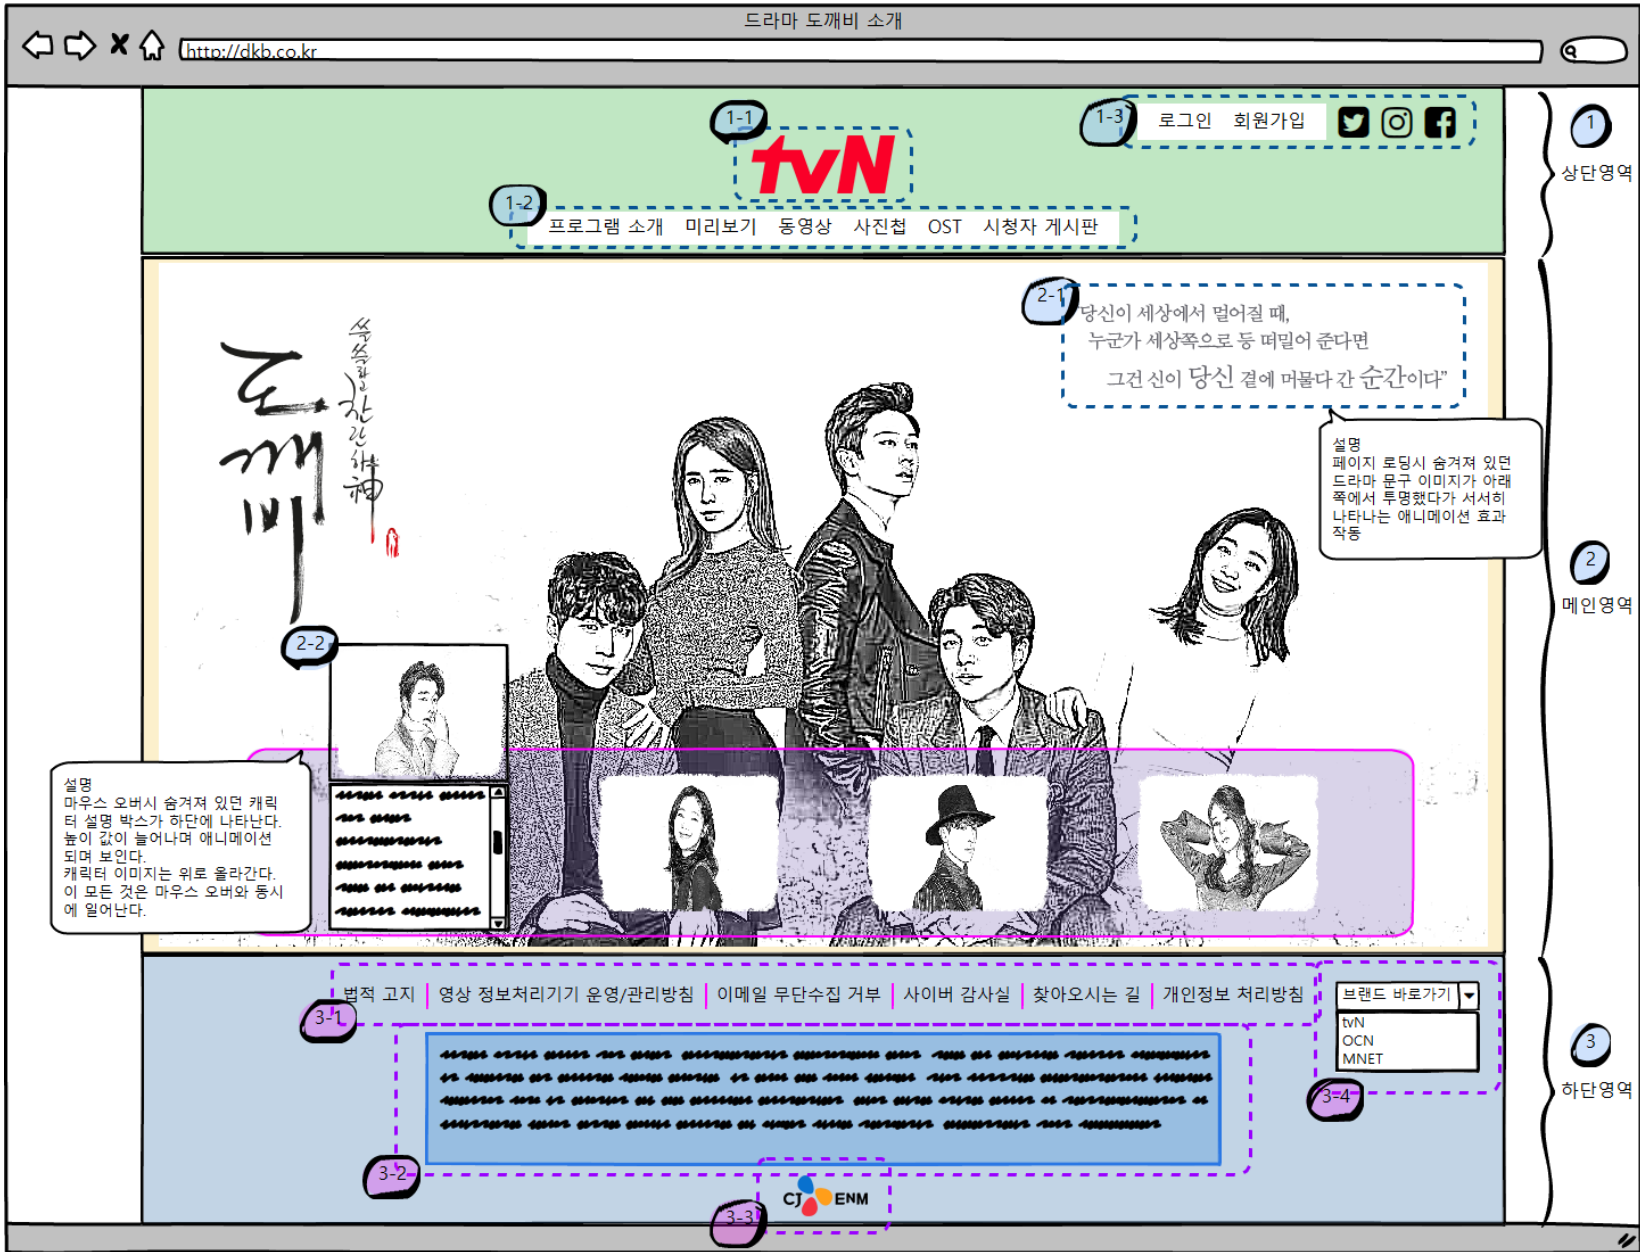 드라마 도깨비 소개
http://dkb.co.kr
1-1
tvN
1-3
로그인 회원가입
1
상단영역
1-2
프로그램 소개 미리보기 동영상 사진첩 OST 시청자 게시판
도깨비
쓸쓸하고 찬란하神
2-1
당신이 세상에서 멀어질 때,
누군가 세상쪽으로 등 떠밀어 준다면
그건 신이 당신 곁에 머물다 간 순간이다”
설명
페이지 로딩시 숨겨져 있던
드라마 문구 이미지가 아래
쪽에서 투명했다가 서서히
나타나는 애니메이션 효과
작동
2
메인영역
2-2
설명
마우스 오버시 숨겨져 있던 캐릭
터 설명 박스가 하단에 나타난다.
높이 값이 늘어나며 애니메이션
되며 보인다.
캐릭터 이미지는 위로 올라간다.
이 모든 것은 마우스 오버와 동시
에 일어난다.
법적 고지 | 영상 정보처리기기 운영/관리방침 | 이메일 무단수집 거부 | 사이버 감사실 | 찾아오시는 길 | 개인정보 처리방침
3-1
브랜드 바로가기
tvN
OCN
MNET
3-4
3
하단영역
3-2
CJ ENM
3-3